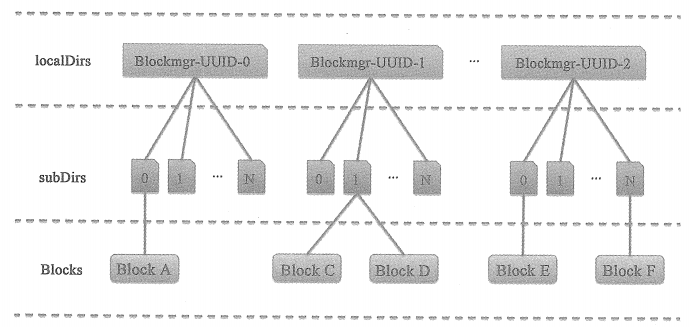 localDirs Blockmgr-UUID-0 Blockmgr-UUID-1 ... Blockmgr-UUID-2
subDirs 0 1 ... N 0 1 ... N 0 1 ... N
Blocks Block A Block C Block D Block E Block F